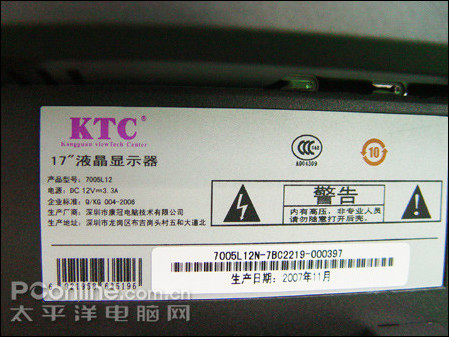 KTC®
Kangguan viewTech Center
17"液晶显示器
产品型号: 7005L12
电源: DC 12V⎓3.3A
企业标准: Q/KG 004-2006
生产厂商: 深圳市康冠电脑技术有限公司
生产地址: 深圳市龙岗区布吉岗头村五和大道北
A004309
10
警告
内有高压，非专业人员
请勿随意打开后壳。
7005L12N-7BC2219-000397
生产日期: 2007年11月
PConline.com.cn
太平洋电脑网